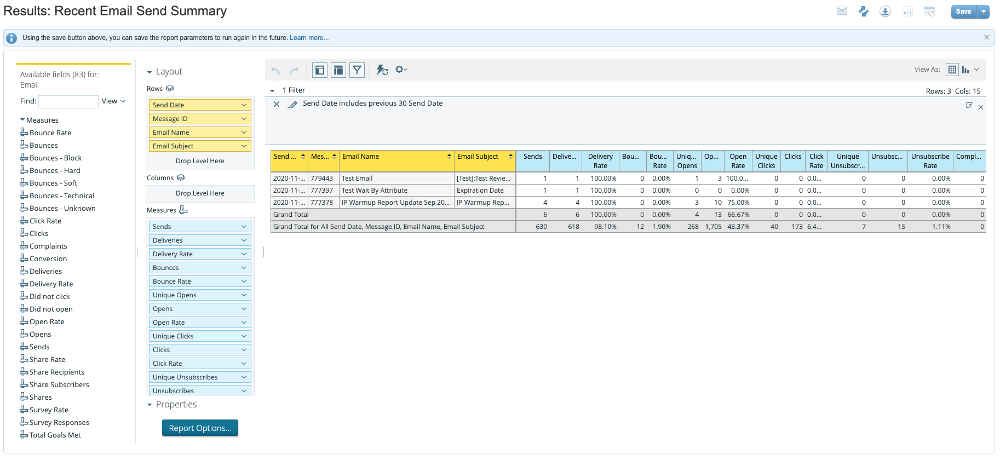 Results: Recent Email Send Summary
Save
Using the save button above, you can save the report parameters to run again in the future. Learn more...
Available fields (83) for:
Email
Find:
View
Measures
Bounce Rate
Bounces
Bounces - Block
Bounces - Hard
Bounces - Soft
Bounces - Technical
Bounces - Unknown
Click Rate
Clicks
Complaints
Conversion
Deliveries
Delivery Rate
Did not click
Did not open
Open Rate
Opens
Sends
Share Rate
Share Recipients
Share Subscribers
Shares
Survey Rate
Survey Responses
Total Goals Met
Layout
Rows
Send Date
Message ID
Email Name
Email Subject
Drop Level Here
Columns
Drop Level Here
Measures
Sends
Deliveries
Delivery Rate
Bounces
Bounce Rate
Unique Opens
Opens
Open Rate
Unique Clicks
Clicks
Click Rate
Unique Unsubscribes
Unsubscribes
Properties
Report Options...
View As:
1 Filter
Rows: 3 Cols: 15
Send Date includes previous 30 Send Date
Send ... Mes... Email Name Email Subject Sends Delive... Delivery Rate Bou... Bou... Rate Uniq... Opens Op... Open Rate Unique Clicks Clicks Click Rate Unique Unsubscr... Unsubsc... Unsubscribe Rate Compl...
2020-11-... 779443 Test Email [Test]:Test Revie... 1 1 100.00% 0 0.00% 1 3 100.0... 0 0 0.0... 0 0 0.00% 0
2020-11-... 777397 Test Wait By Attribute Expiration Date 1 1 100.00% 0 0.00% 0 0 0.00% 0 0 0.0... 0 0 0.00% 0
2020-11-... 777378 IP Warmup Report Update Sep 20... IP Warmup Rep... 4 4 100.00% 0 0.00% 3 10 75.00% 0 0 0.0... 0 0 0.00% 0
Grand Total 6 6 100.00% 0 0.00% 4 13 66.67% 0 0 0.0... 0 0 0.00% 0
Grand Total for All Send Date, Message ID, Email Name, Email Subject 630 618 98.10% 12 1.90% 268 1,705 43.37% 40 173 6.4... 7 15 1.11% 0